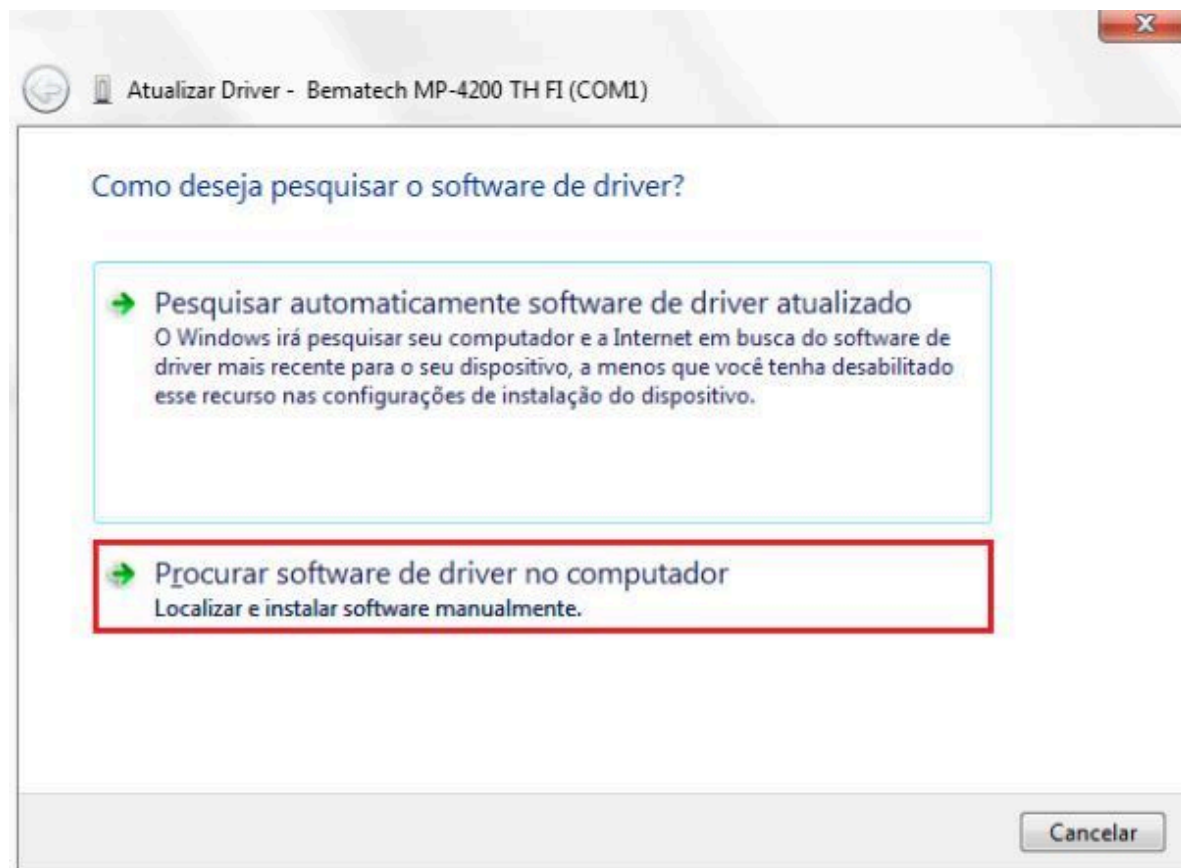 Atualizar Driver - Bematech MP-4200 TH FI (COM1)
Como deseja pesquisar o software de driver?
Pesquisar automaticamente software de driver atualizado
O Windows irá pesquisar seu computador e a Internet em busca do software de
driver mais recente para o seu dispositivo, a menos que você tenha desabilitado
esse recurso nas configurações de instalação do dispositivo.
Procurar software de driver no computador
Localizar e instalar software manualmente.
Cancelar